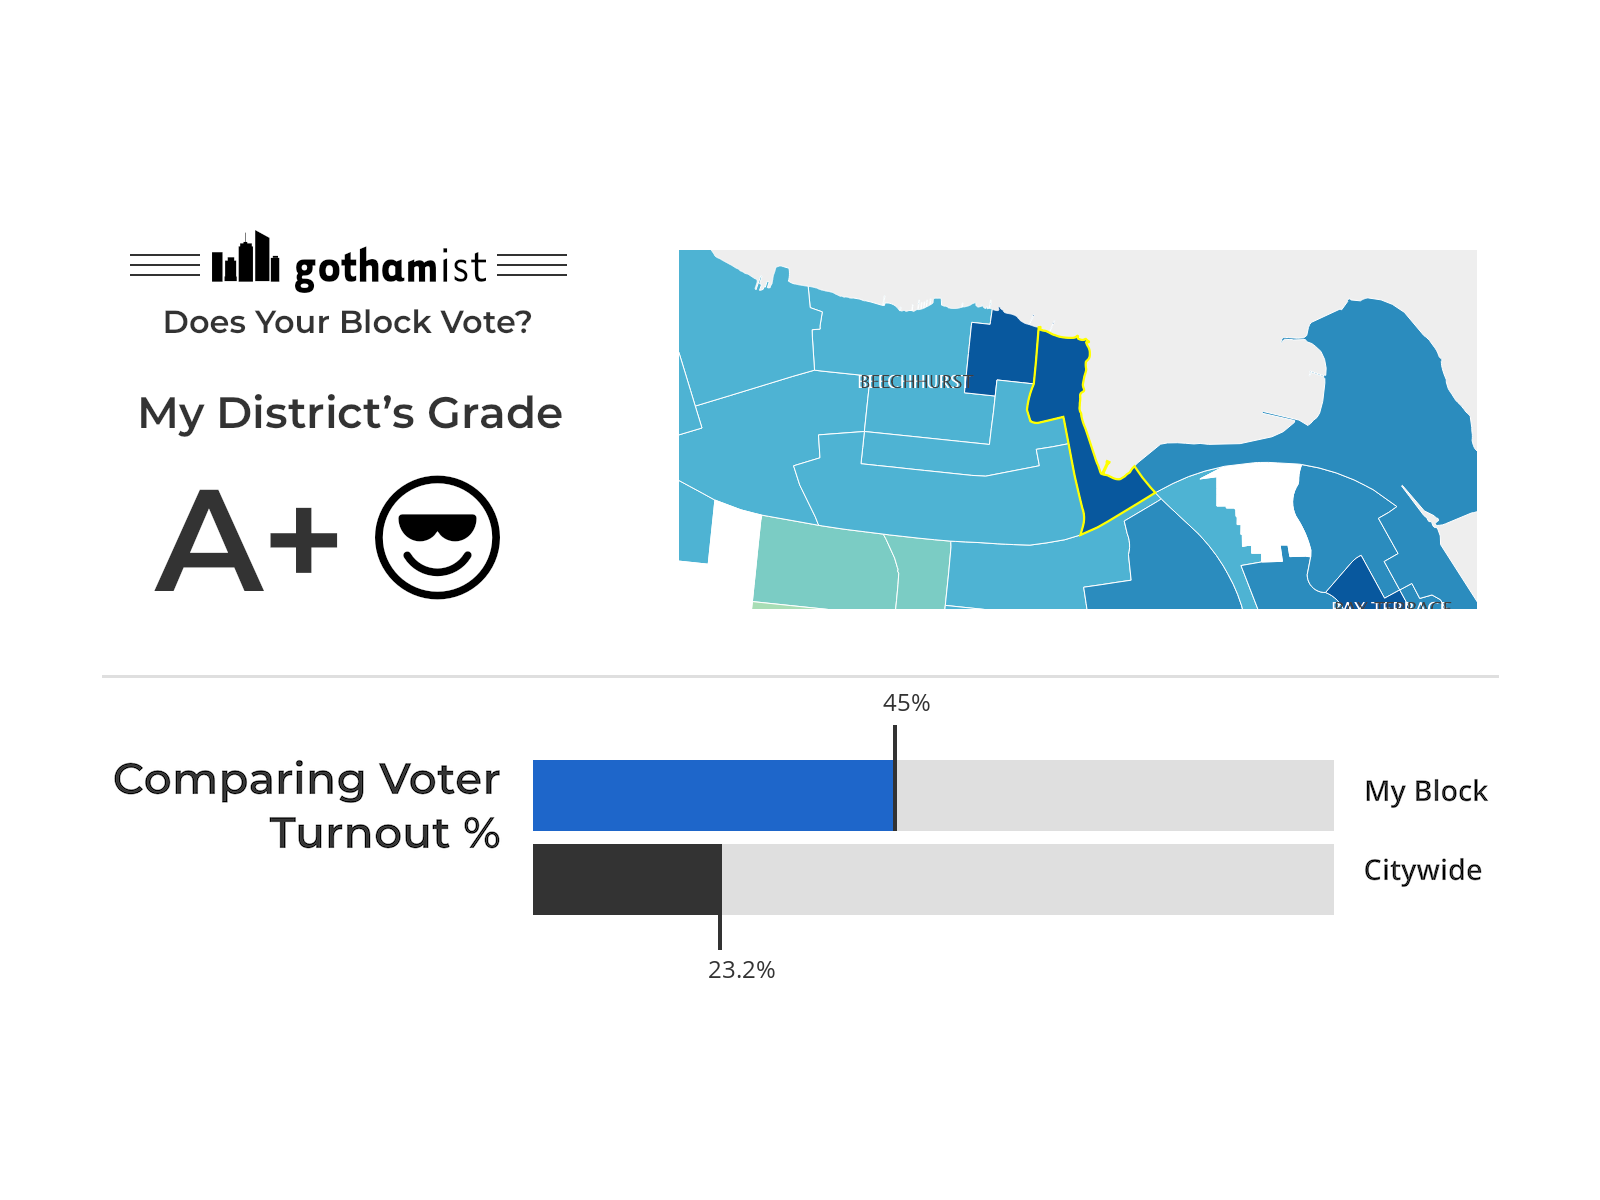 gothamist
Does Your Block Vote?
My District’s Grade
A+
BEECHHURST
BAY TERRACE
45%
Comparing Voter
Turnout %
My Block
Citywide
23.2%